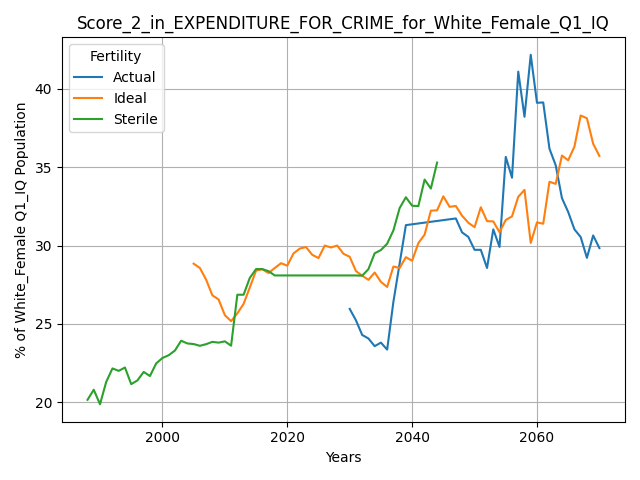 Score_2_in_EXPENDITURE_FOR_CRIME_for_White_Female_Q1_IQ
Fertility
Actual
Ideal
Sterile
% of White_Female Q1_IQ Population
40
35
30
25
20
2000
2020
2040
2060
Years